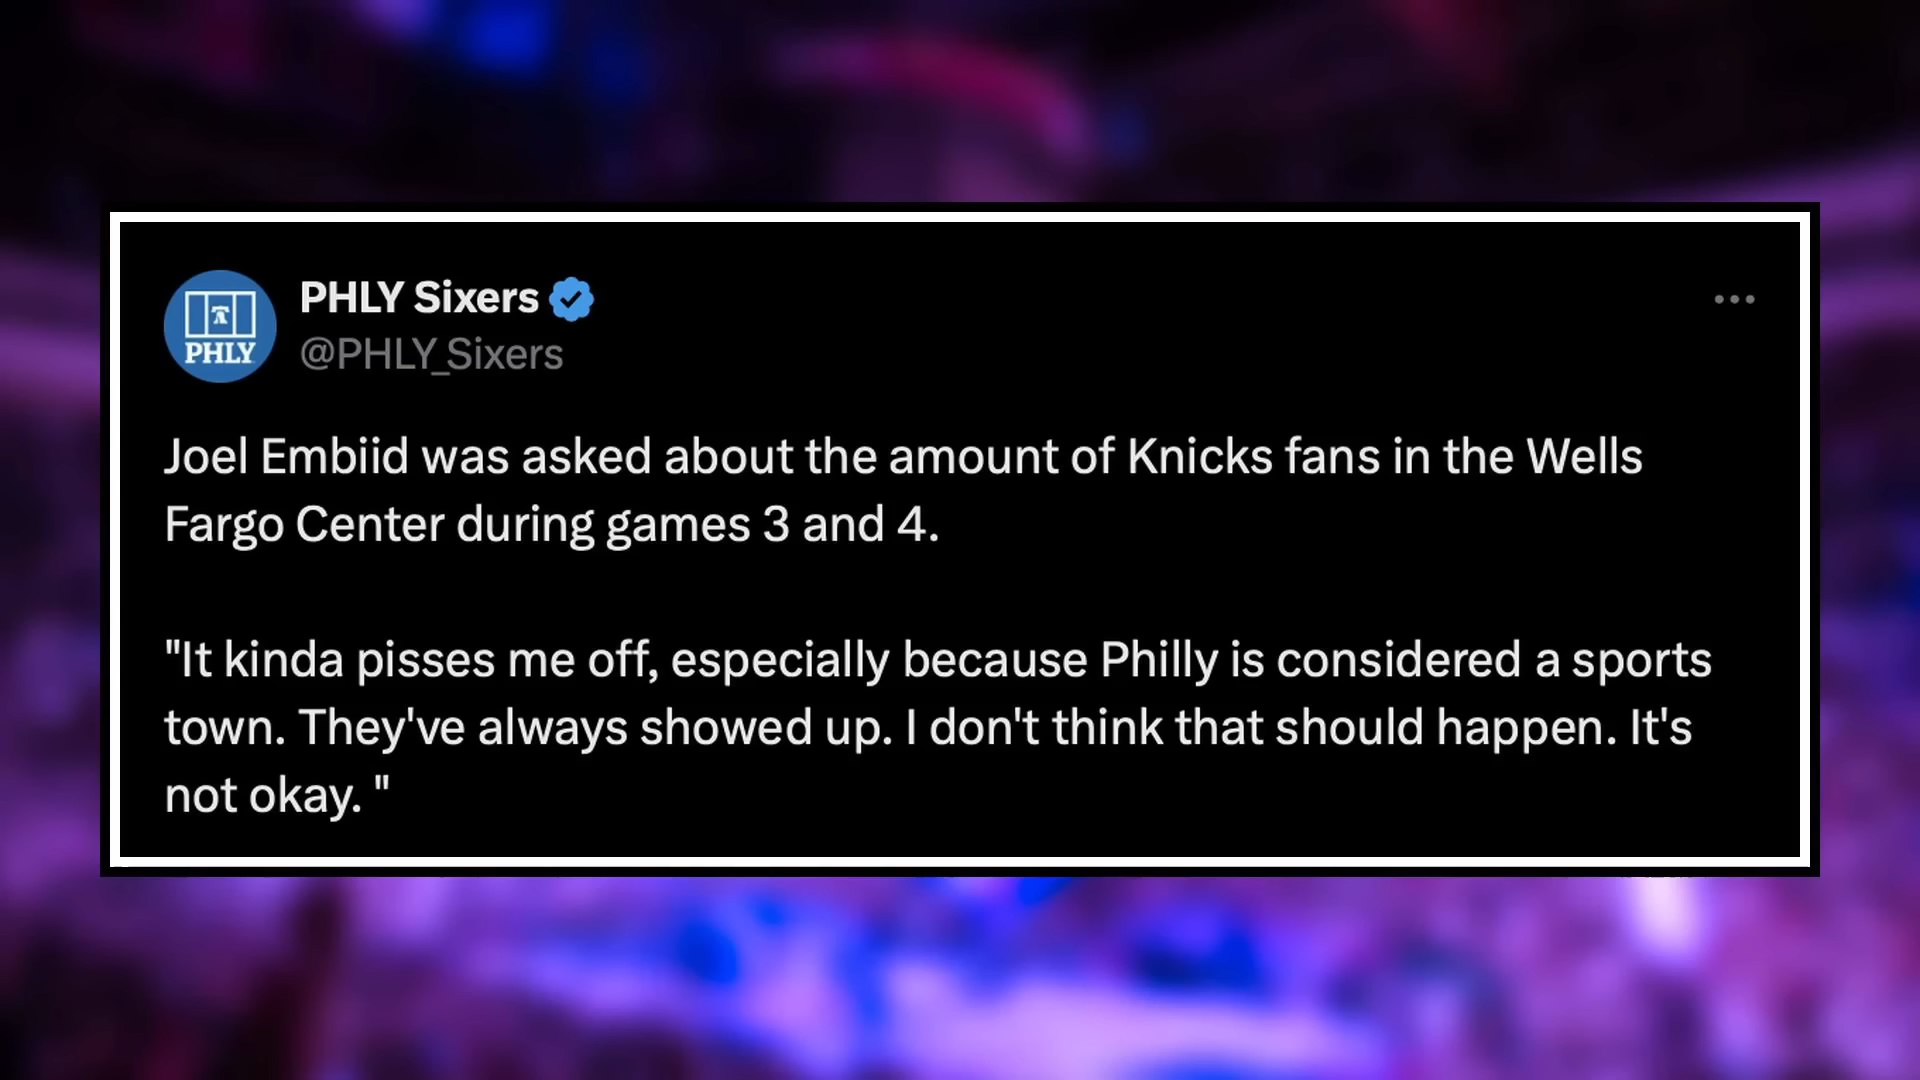 PHLY Sixers
@PHLY_Sixers
PHLY
Joel Embiid was asked about the amount of Knicks fans in the Wells
Fargo Center during games 3 and 4.
"It kinda pisses me off, especially because Philly is considered a sports
town. They've always showed up. I don't think that should happen. It's
not okay. "